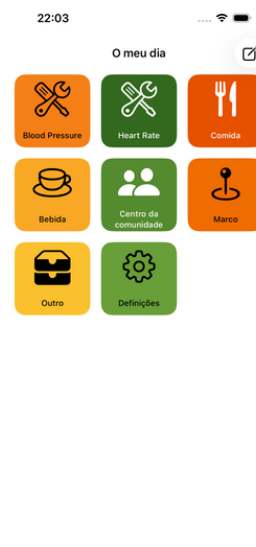 22:03
O meu dia
Blood Pressure
Heart Rate
Comida
Bebida
Centro da
comunidade
Marco
Outro
Definições